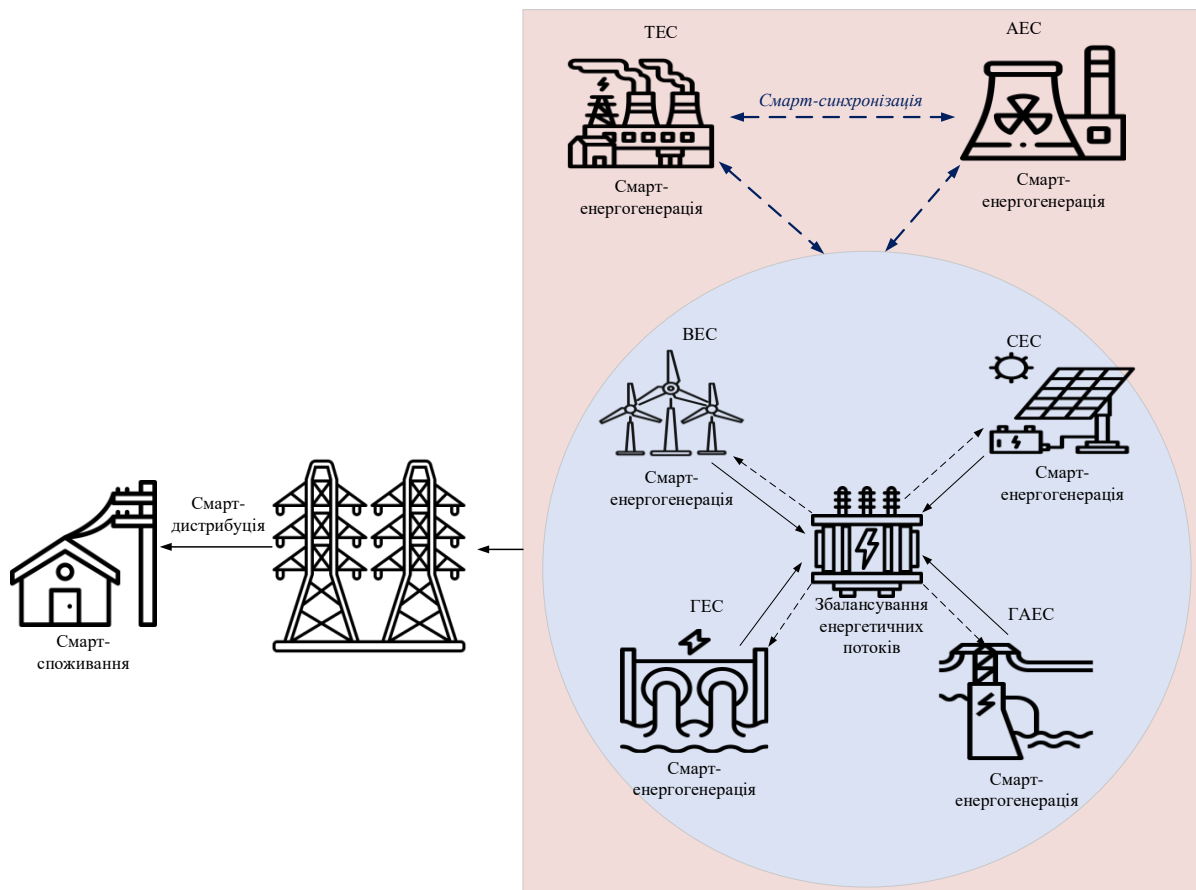 ТЕС
АЕС
Смарт-синхронізація
Смарт-
енергогенерація
Смарт-
енергогенерація
ВЕС
СЕС
Смарт-
енергогенерація
Смарт-
енергогенерація
Смарт-
дистрибуція
Збалансування
енергетичних
потоків
ГЕС
ГАЕС
Смарт-
споживання
Смарт-
енергогенерація
Смарт-
енергогенерація